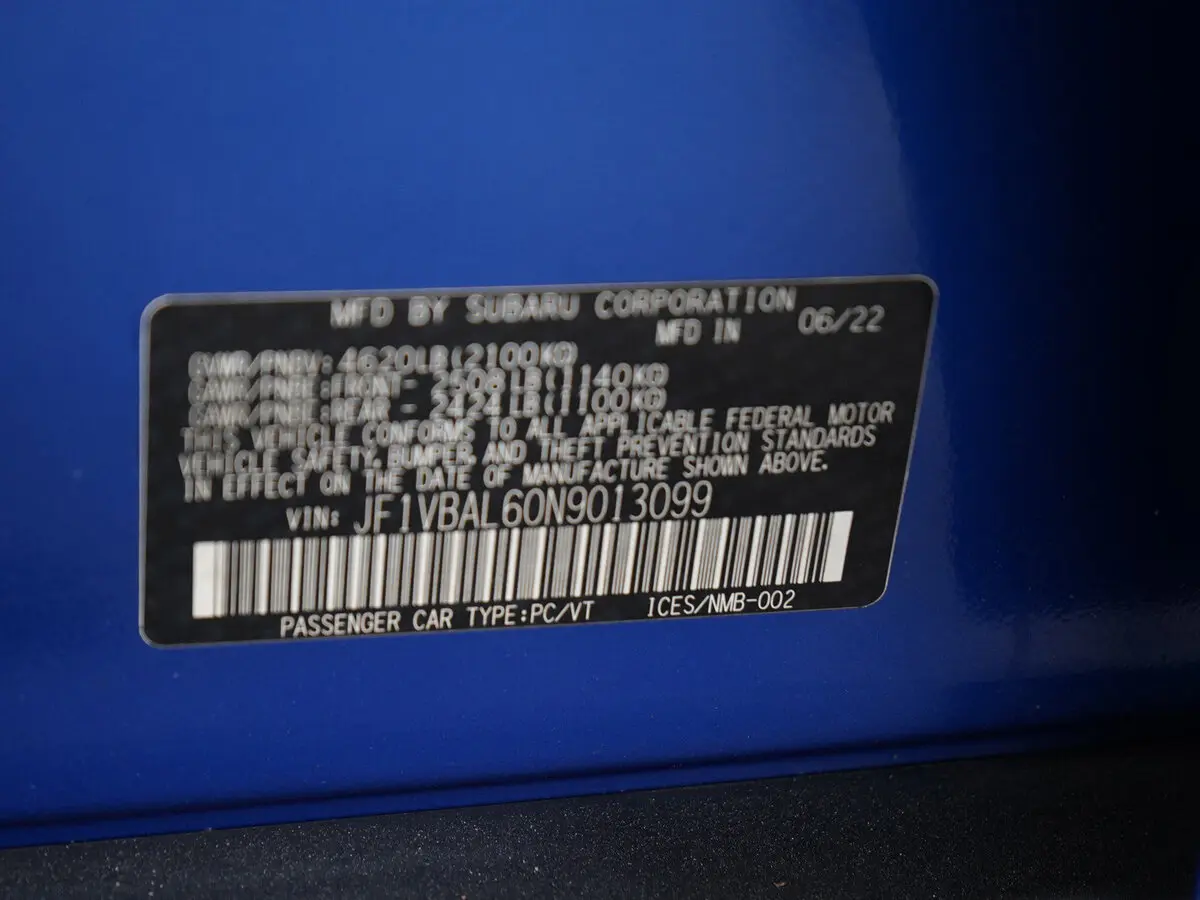 MFD BY SUBARU CORPORATION
MFD IN 06/22
GVWR/PNBV: 4620LB(2100KG)
GAWR/PNBE:FRONT- 2508LB(1140KG)
GAWR/PNBE:REAR - 2424LB(1100KG)
THIS VEHICLE CONFORMS TO ALL APPLICABLE FEDERAL MOTOR
VEHICLE SAFETY, BUMPER, AND THEFT PREVENTION STANDARDS
IN EFFECT ON THE DATE OF MANUFACTURE SHOWN ABOVE.
VIN: JF1VBAL60N9013099
PASSENGER CAR TYPE:PC/VT ICES/NMB-002